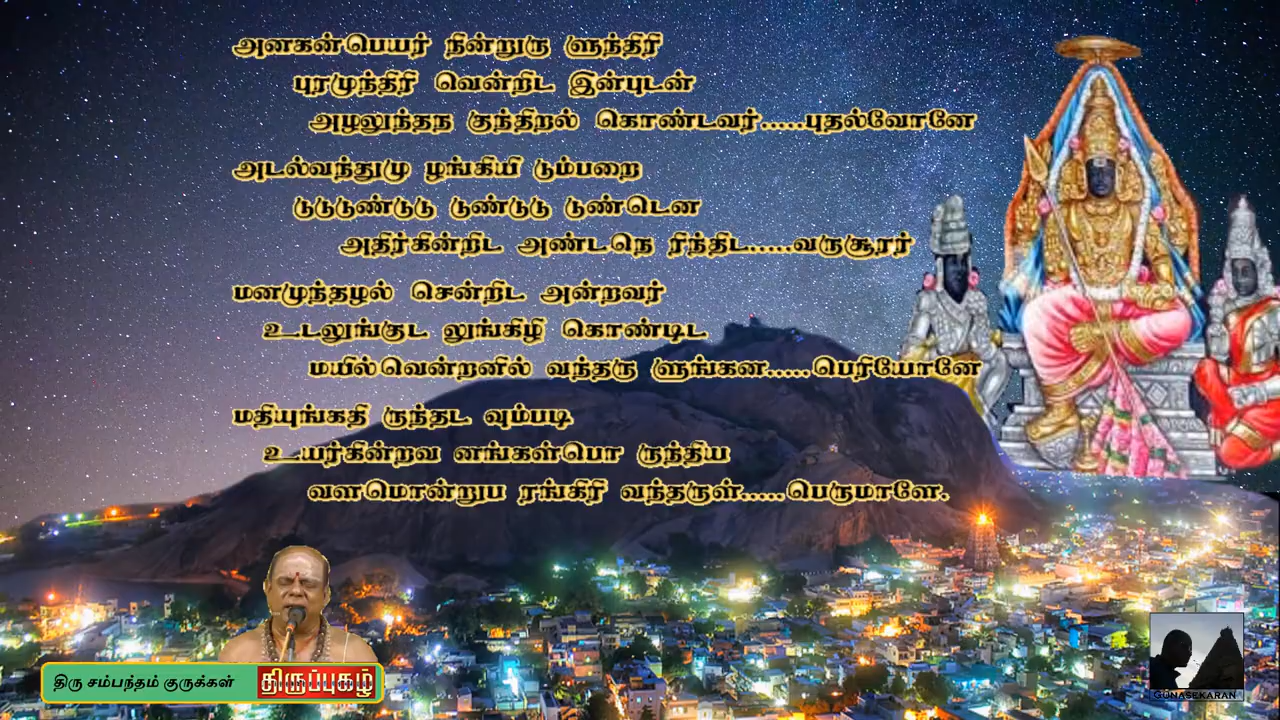 அனகன்பெயர் நின்றுரு ளுந்திரி
புரமுந்திரி வென்றிட இன்புடன்
அழலுந்தந குந்திறல் கொண்டவர்.....புதல்வோனே
அடல்வந்துமு ழங்கியி டும்பறை
டுடுடுண்டுடு டுண்டுடு டுண்டென
அதிர்கின்றிட அண்டநெ ரிந்திட.....வருசூரர்
மனமுந்தழல் சென்றிட அன்றவர்
உடலுங்குட லுங்கிழி கொண்டிட
மயில்வென்றனில் வந்தரு ளுங்கன.....பெரியோனே
மதியுங்கதி ருந்தட வும்படி
உயர்கின்றவ னங்கள்பொ ருந்திய
வளமொன்றுப ரங்கிரி வந்தருள்.....பெருமாளே.
திரு சம்பந்தம் குருக்கள் திருப்புகழ்
GUNASEKARAN